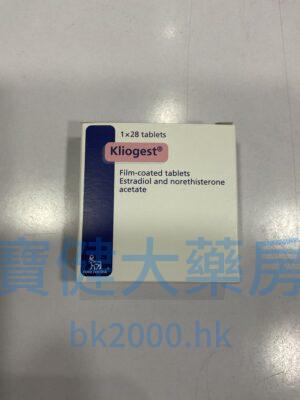 1×28 tablets
Kliogest®
Film-coated tablets
Estradiol and norethisterone
acetate
寶健大藥房
bk2000.hk